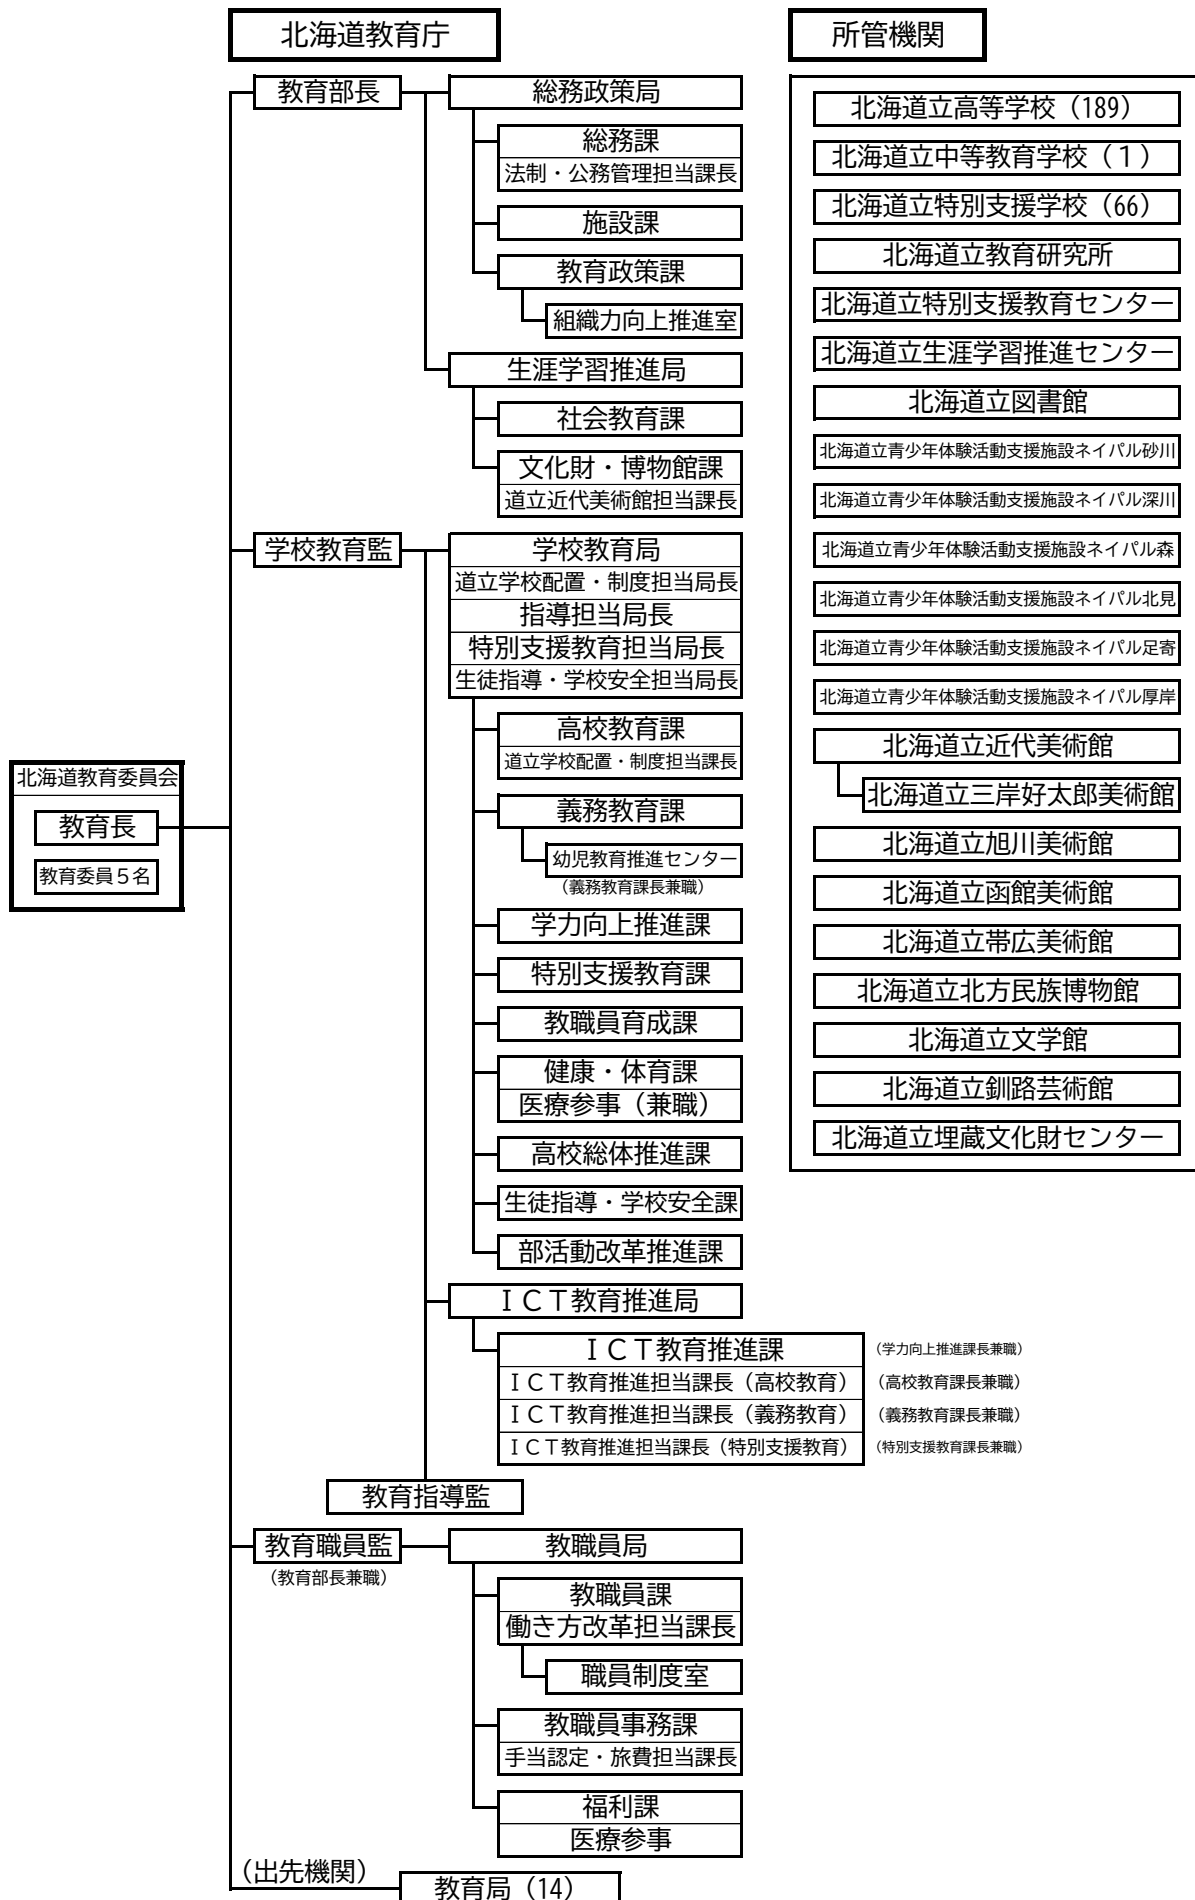 北海道教育庁
所管機関
北海道教育委員会
教育長
教育委員５名
教育部長
総務政策局
総務課
法制・公務管理担当課長
施設課
教育政策課
組織力向上推進室
生涯学習推進局
社会教育課
文化財・博物館課
道立近代美術館担当課長
学校教育監
学校教育局
道立学校配置・制度担当局長
指導担当局長
特別支援教育担当局長
生徒指導・学校安全担当局長
高校教育課
道立学校配置・制度担当課長
義務教育課
幼児教育推進センター
（義務教育課長兼職）
学力向上推進課
特別支援教育課
教職員育成課
健康・体育課
医療参事（兼職）
高校総体推進課
生徒指導・学校安全課
部活動改革推進課
ＩＣＴ教育推進局
ＩＣＴ教育推進課
（学力向上推進課長兼職）
ＩＣＴ教育推進担当課長（高校教育）
（高校教育課長兼職）
ＩＣＴ教育推進担当課長（義務教育）
（義務教育課長兼職）
ＩＣＴ教育推進担当課長（特別支援教育）
（特別支援教育課長兼職）
教育指導監
教育職員監
（教育部長兼職）
教職員局
教職員課
働き方改革担当課長
職員制度室
教職員事務課
手当認定・旅費担当課長
福利課
医療参事
（出先機関）
教育局（14）
北海道立高等学校（189）
北海道立中等教育学校（１）
北海道立特別支援学校（66）
北海道立教育研究所
北海道立特別支援教育センター
北海道立生涯学習推進センター
北海道立図書館
北海道立青少年体験活動支援施設ネイパル砂川
北海道立青少年体験活動支援施設ネイパル深川
北海道立青少年体験活動支援施設ネイパル森
北海道立青少年体験活動支援施設ネイパル北見
北海道立青少年体験活動支援施設ネイパル足寄
北海道立青少年体験活動支援施設ネイパル厚岸
北海道立近代美術館
北海道立三岸好太郎美術館
北海道立旭川美術館
北海道立函館美術館
北海道立帯広美術館
北海道立北方民族博物館
北海道立文学館
北海道立釧路芸術館
北海道立埋蔵文化財センター